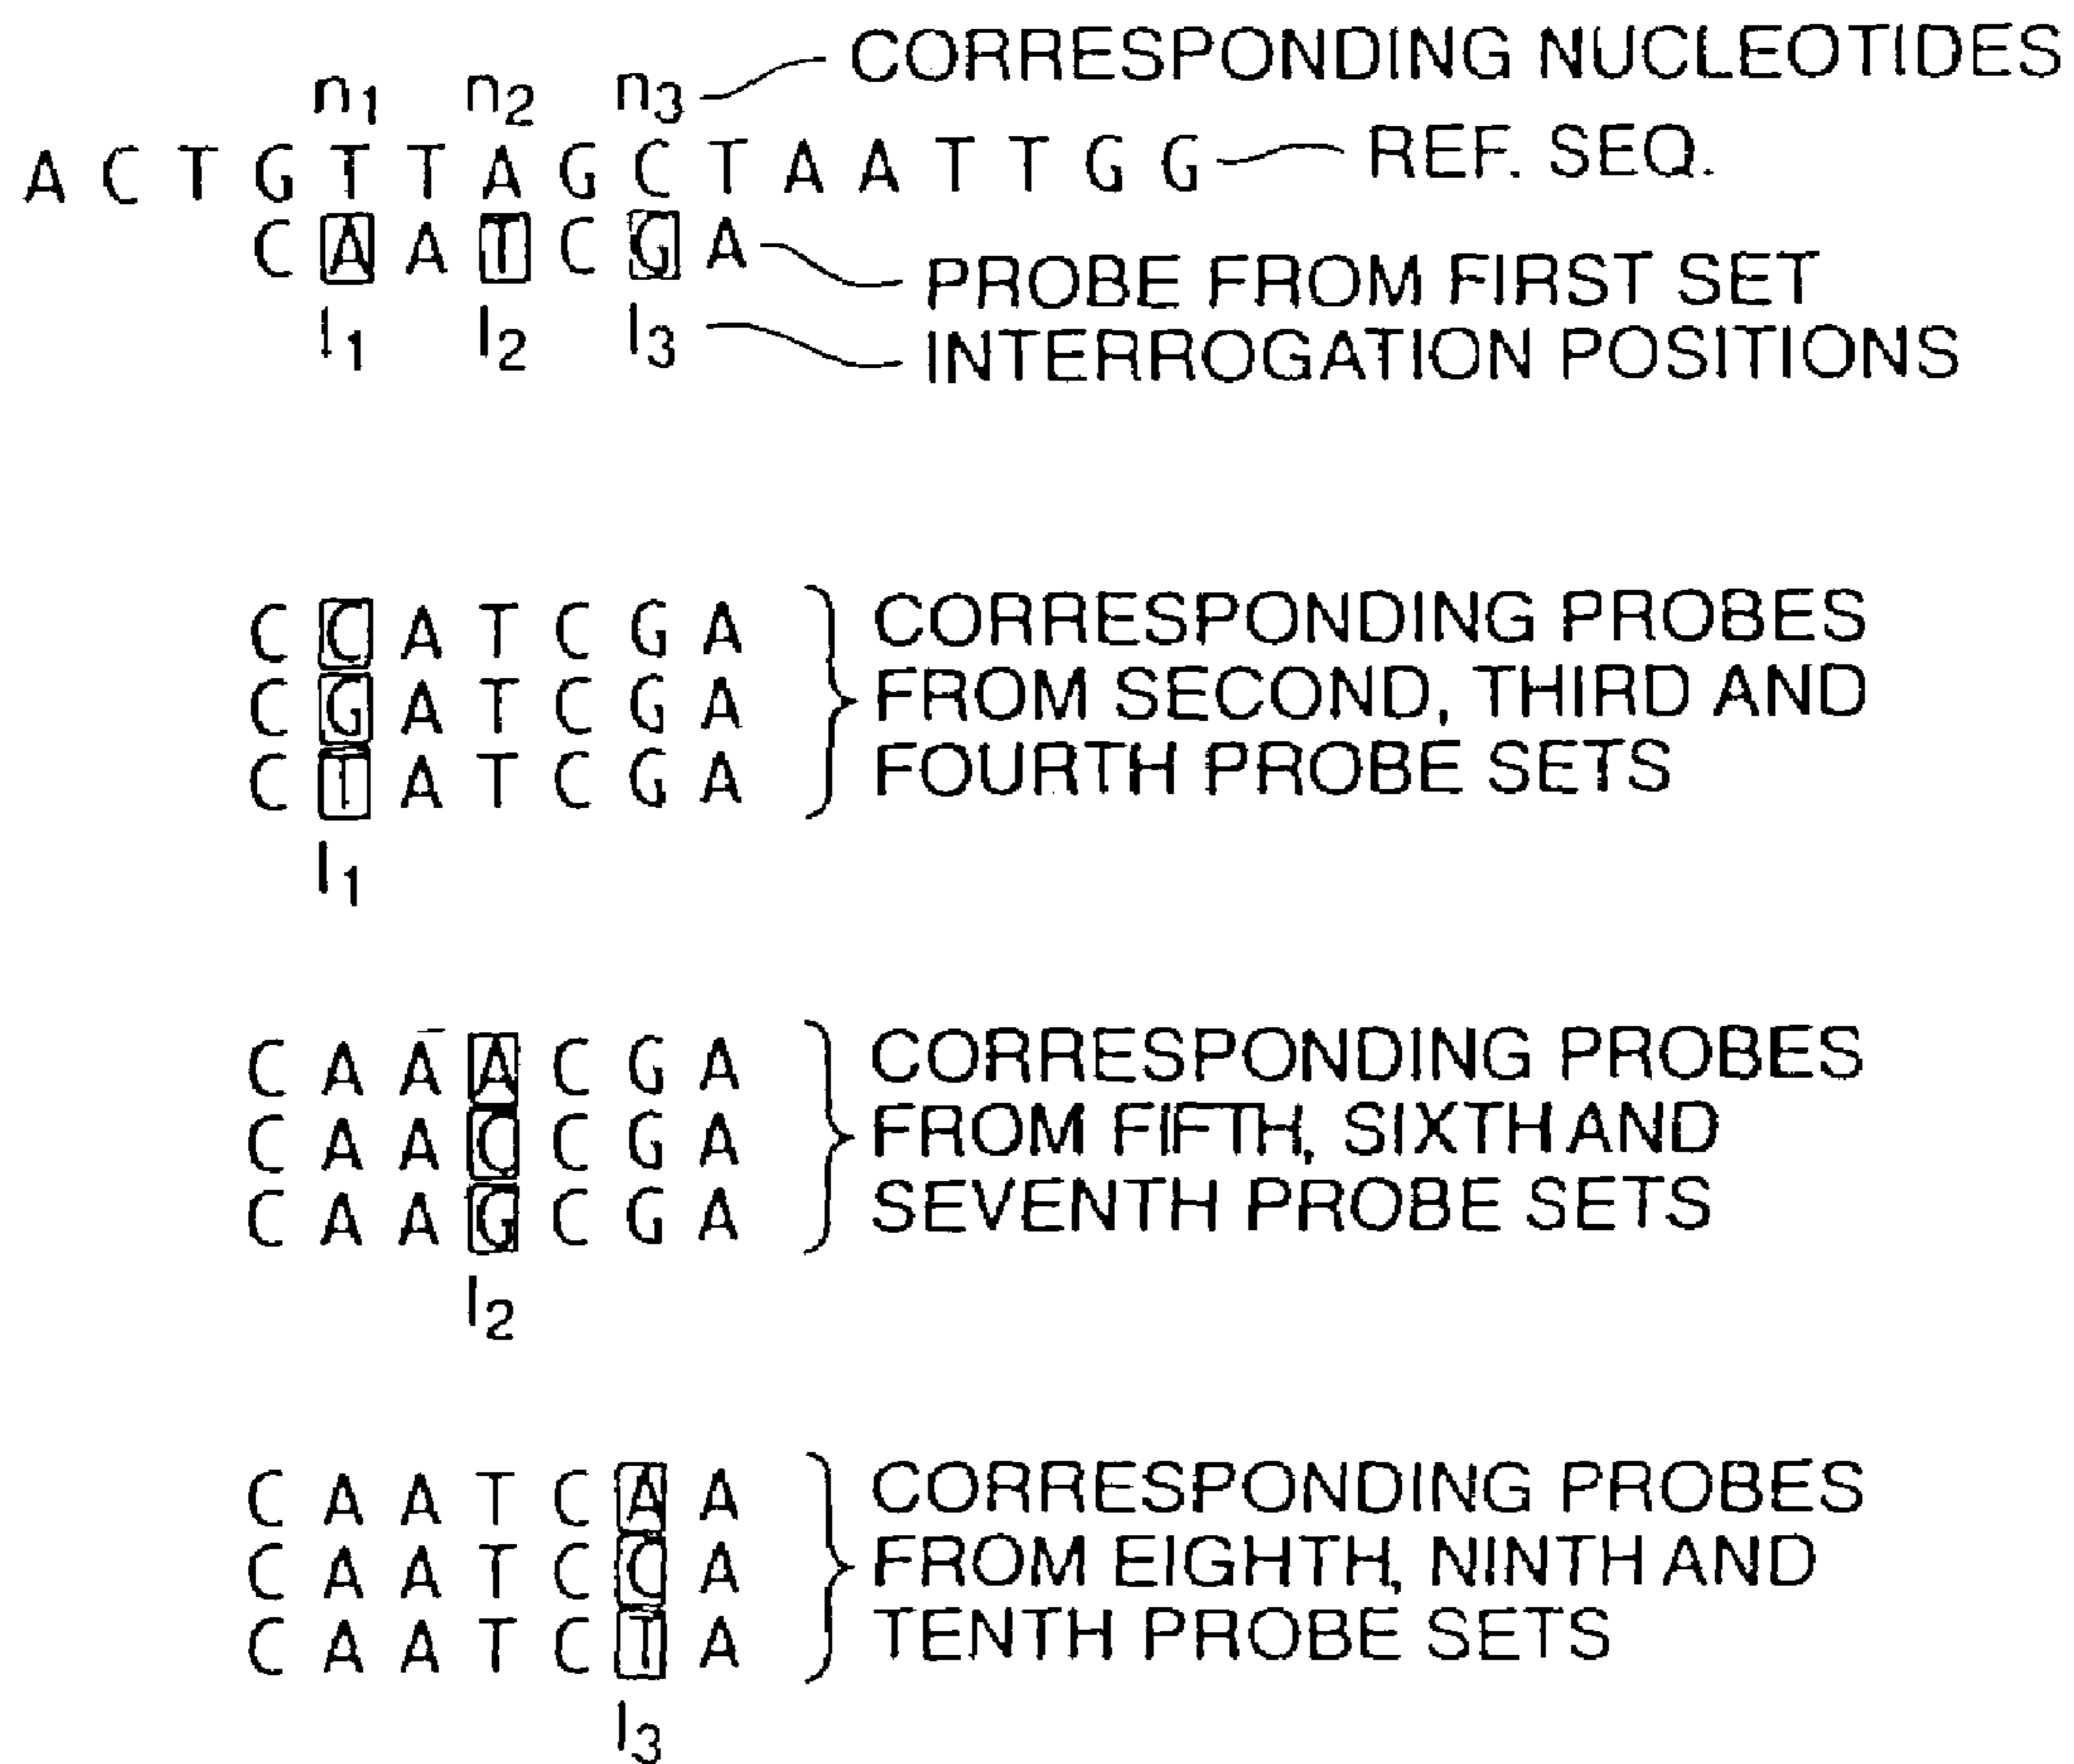 CORRESPONDING NUCLEOTIDES
n1 n2 n3
A C T G T T A G C T A A T T G G
REF. SEQ.
C A A T C G A
PROBE FROM FIRST SET
I1 I2 I3
INTERROGATION POSITIONS
C C A T C G A
C G A T C G A
C T A T C G A
CORRESPONDING PROBES
FROM SECOND, THIRD AND
FOURTH PROBE SETS
I1
C A A A C G A
C A A C C G A
C A A G C G A
CORRESPONDING PROBES
FROM FIFTH, SIXTH AND
SEVENTH PROBE SETS
I2
C A A T C A A
C A A T C C A
C A A T C T A
CORRESPONDING PROBES
FROM EIGHTH, NINTH AND
TENTH PROBE SETS
I3